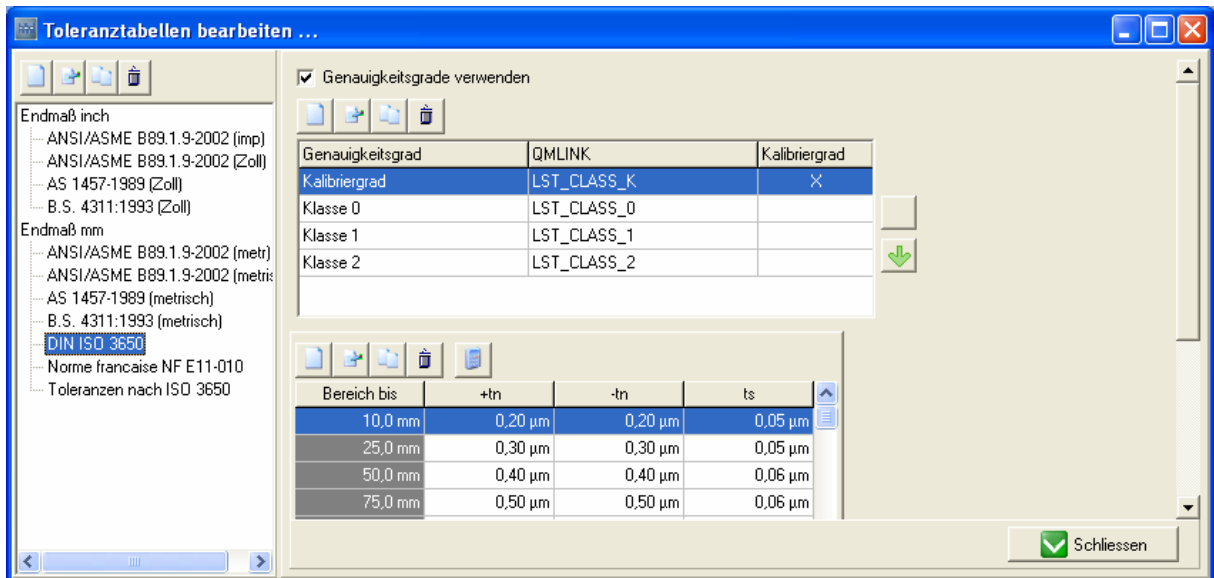 Toleranztabellen bearbeiten ...
Endmaß inch
ANSI/ASME B89.1.9-2002 (imp)
ANSI/ASME B89.1.9-2002 (Zoll)
AS 1457-1989 (Zoll)
B.S. 4311:1993 (Zoll)
Endmaß mm
ANSI/ASME B89.1.9-2002 (metr)
ANSI/ASME B89.1.9-2002 (metris
AS 1457-1989 (metrisch)
B.S. 4311:1993 (metrisch)
DIN ISO 3650
Norme francaise NF E11-010
Toleranzen nach ISO 3650
Genauigkeitsgrade verwenden
Genauigkeitsgrad QMLINK Kalibriergrad
Kalibriergrad LST_CLASS_K X
Klasse 0 LST_CLASS_0
Klasse 1 LST_CLASS_1
Klasse 2 LST_CLASS_2
Bereich bis +tn -tn ts
10,0 mm 0,20 µm 0,20 µm 0,05 µm
25,0 mm 0,30 µm 0,30 µm 0,05 µm
50,0 mm 0,40 µm 0,40 µm 0,06 µm
75,0 mm 0,50 µm 0,50 µm 0,06 µm
Schliessen